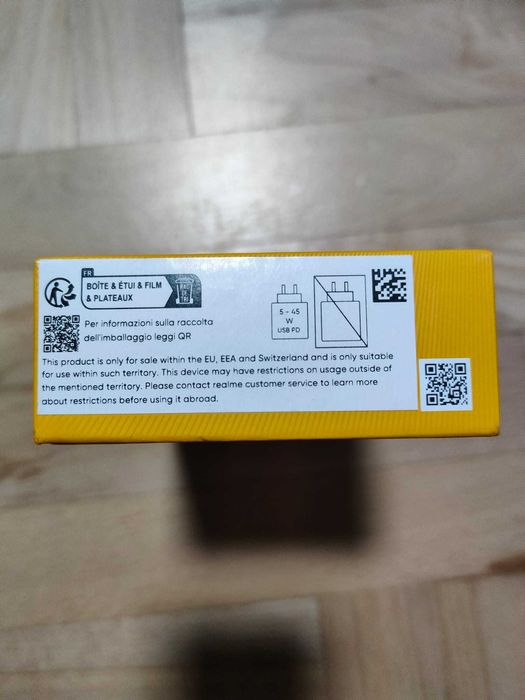 FR
BOÎTE & ÉTUI & FILM
& PLATEAUX
BAC
DE
TRI
Per informazioni sulla raccolta
dell'imballaggio leggi QR
5 - 45
W
USB PD
This product is only for sale within the EU, EEA and Switzerland and is only suitable
for use within such territory. This device may have restrictions on usage outside of
the mentioned territory. Please contact realme customer service to learn more
about restrictions before using it abroad.